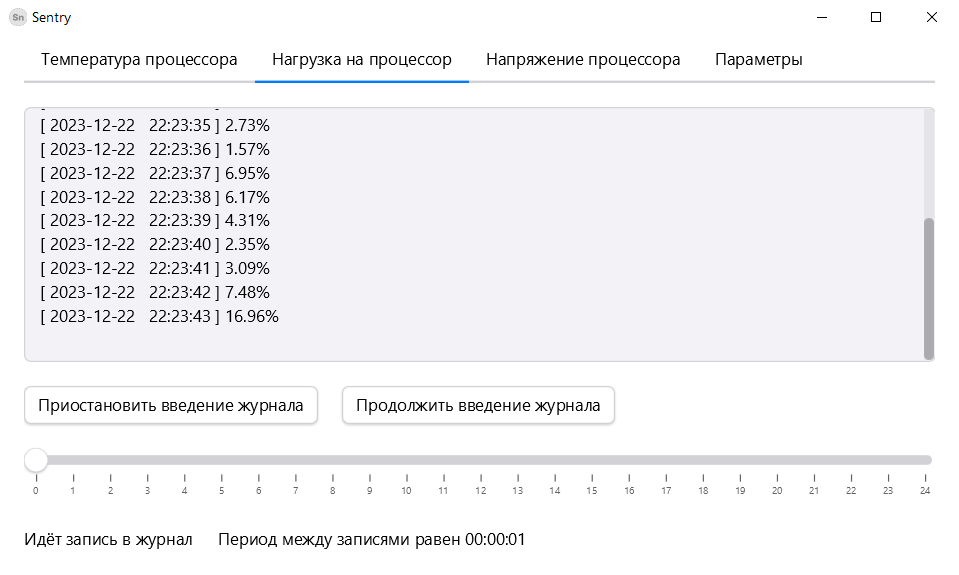 Sn Sentry
Температура процессора Нагрузка на процессор Напряжение процессора Параметры
[ 2023-12-22 22:23:35 ] 2.73%
[ 2023-12-22 22:23:36 ] 1.57%
[ 2023-12-22 22:23:37 ] 6.95%
[ 2023-12-22 22:23:38 ] 6.17%
[ 2023-12-22 22:23:39 ] 4.31%
[ 2023-12-22 22:23:40 ] 2.35%
[ 2023-12-22 22:23:41 ] 3.09%
[ 2023-12-22 22:23:42 ] 7.48%
[ 2023-12-22 22:23:43 ] 16.96%
Приостановить введение журнала Продолжить введение журнала
0 1 2 3 4 5 6 7 8 9 10 11 12 13 14 15 16 17 18 19 20 21 22 23 24
Идёт запись в журнал Период между записями равен 00:00:01